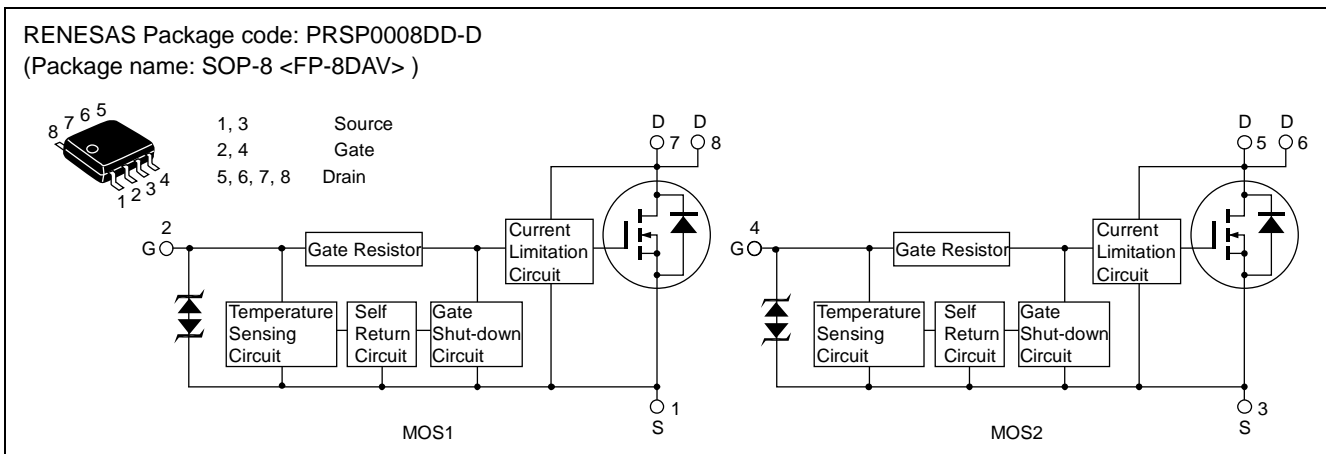 RENESAS Package code: PRSP0008DD-D
(Package name: SOP-8 <FP-8DAV> )
8 7 6 5
1 2 3 4
1, 3 Source
2, 4 Gate
5, 6, 7, 8 Drain
D D
7 8
2
G
Gate Resistor
Current
Limitation
Circuit
Temperature
Sensing
Circuit
Self
Return
Circuit
Gate
Shut-down
Circuit
1
S
MOS1
D D
5 6
4
G
Gate Resistor
Current
Limitation
Circuit
Temperature
Sensing
Circuit
Self
Return
Circuit
Gate
Shut-down
Circuit
3
S
MOS2